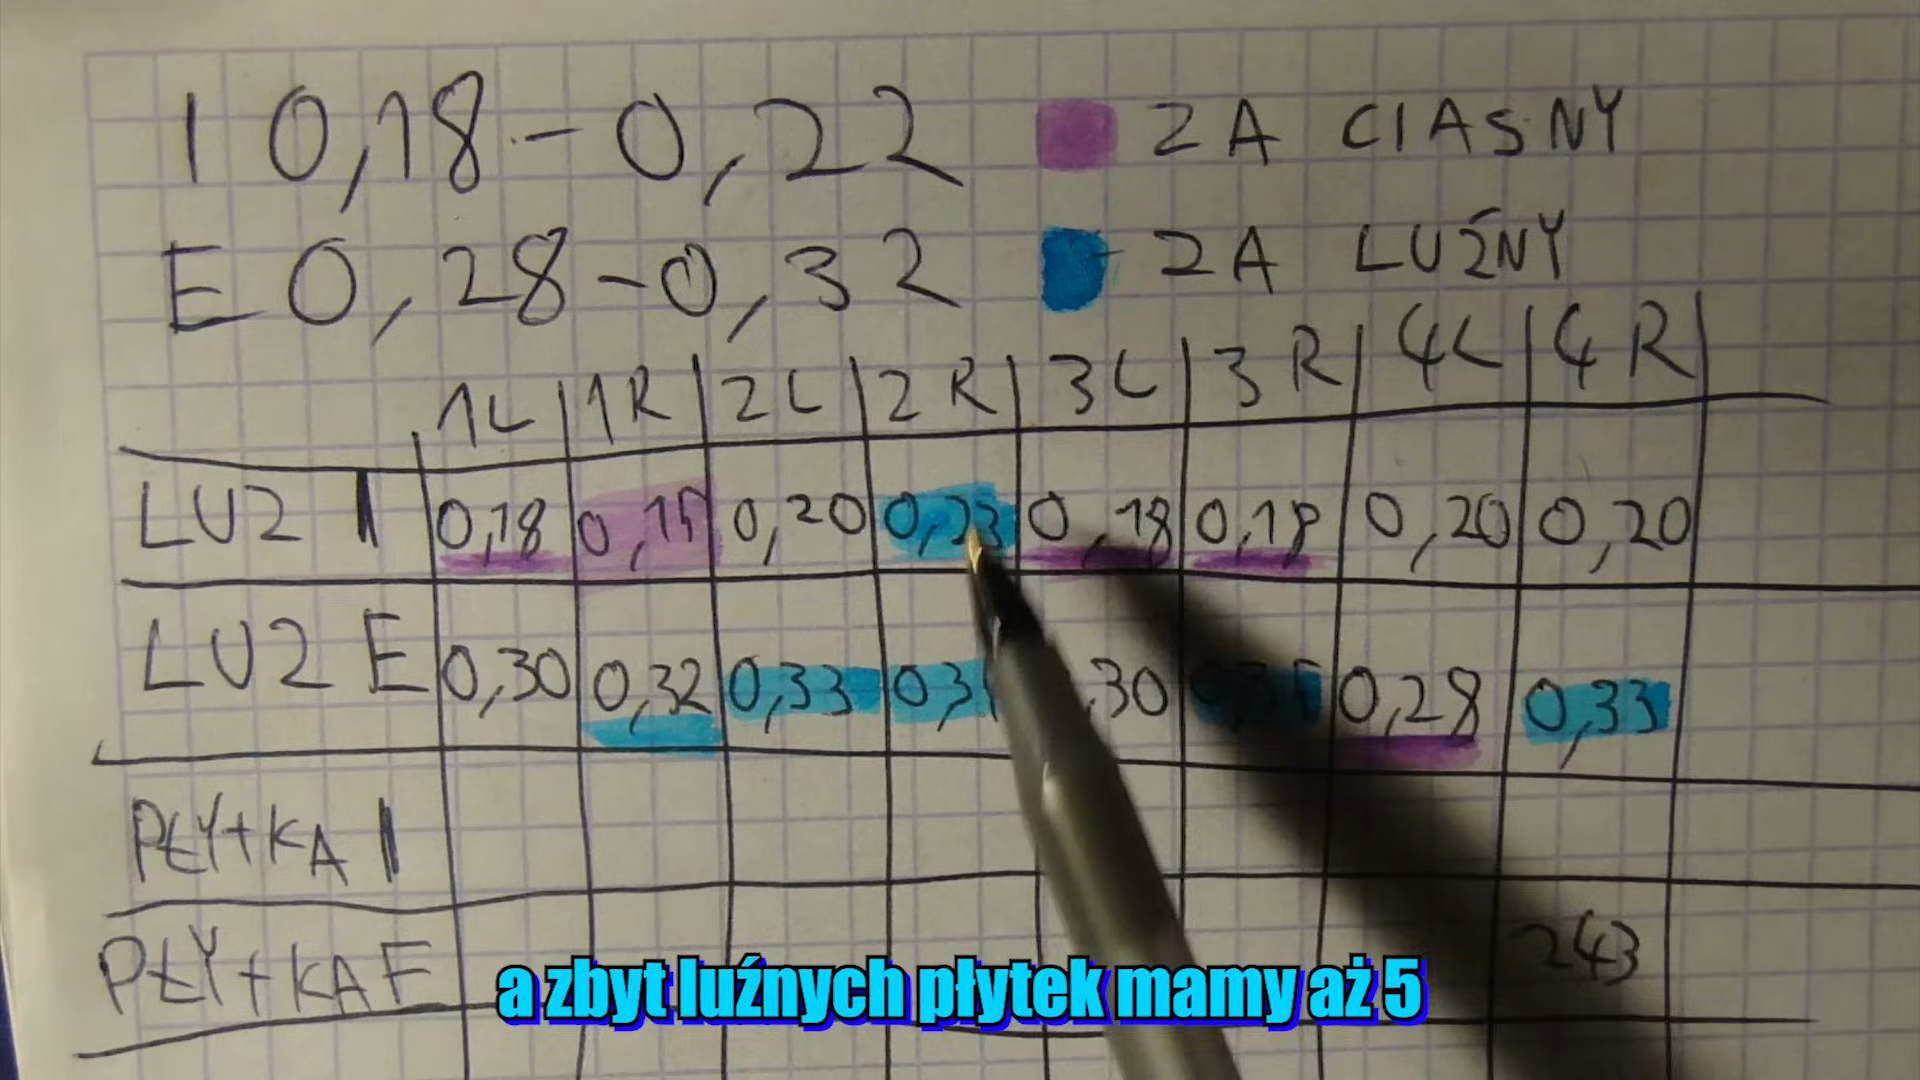 I 0,18-0,22 ZA CIASNY
E 0,28-0,32 - ZA LUŹNY
1L 1R 2L 2R 3L 3R 4L 4R
LUZ I 0,18 0,15 0,20 0,23 0,18 0,18 0,20 0,20
LUZ E 0,30 0,32 0,33 0,3 ,30 0,28 0,33
PŁYTKA I
PŁYTKA E 243
a zbyt luźnych płytek mamy aż 5